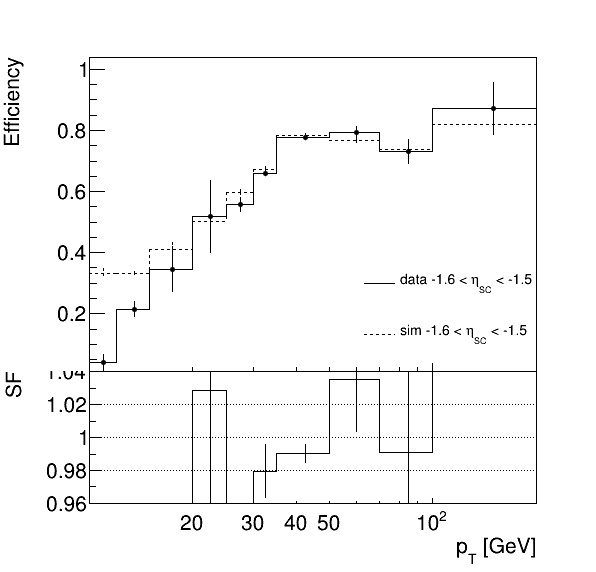 Efficiency
1
0.8
0.6
0.4
0.2
data -1.6 < η_SC < -1.5
sim -1.6 < η_SC < -1.5
SF
1.04
1.02
1
0.98
0.96
20 30 40 50 10²
p_T [GeV]